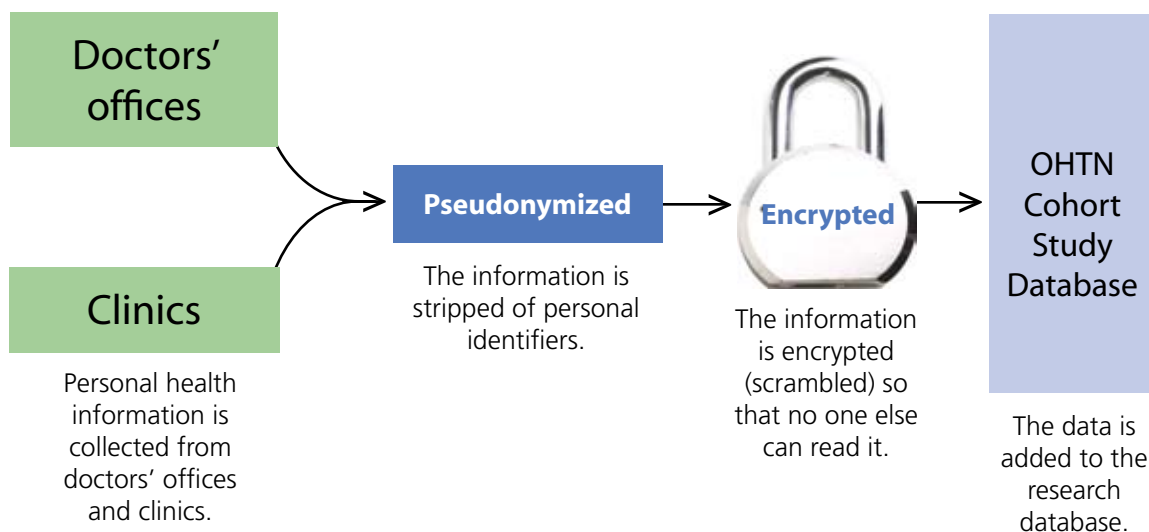 Doctors’
offices
Clinics
Personal health
information is
collected from
doctors’ offices
and clinics.
Pseudonymized
The information is
stripped of personal
identifiers.
Encrypted
The information
is encrypted
(scrambled) so
that no one else
can read it.
OHTN
Cohort
Study
Database
The data is
added to the
research
database.